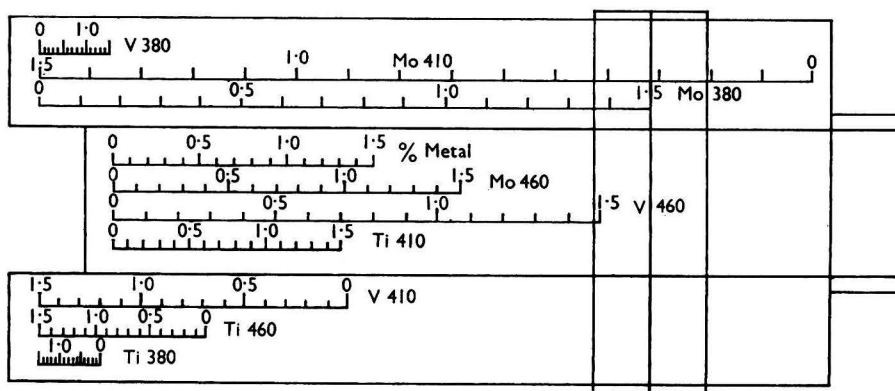 0 1·0 V 380
1·5 1·0 Mo 410 0
0 0·5 1·0 1·5 Mo 380
0 0·5 1·0 1·5 % Metal
0 0·5 1·0 1·5 Mo 460
0 0·5 1·0 1·5 V 460
0 0·5 1·0 1·5 Ti 410
1·5 1·0 0·5 0 V 410
1·5 1·0 0·5 0 Ti 460
1·0 0 Ti 380